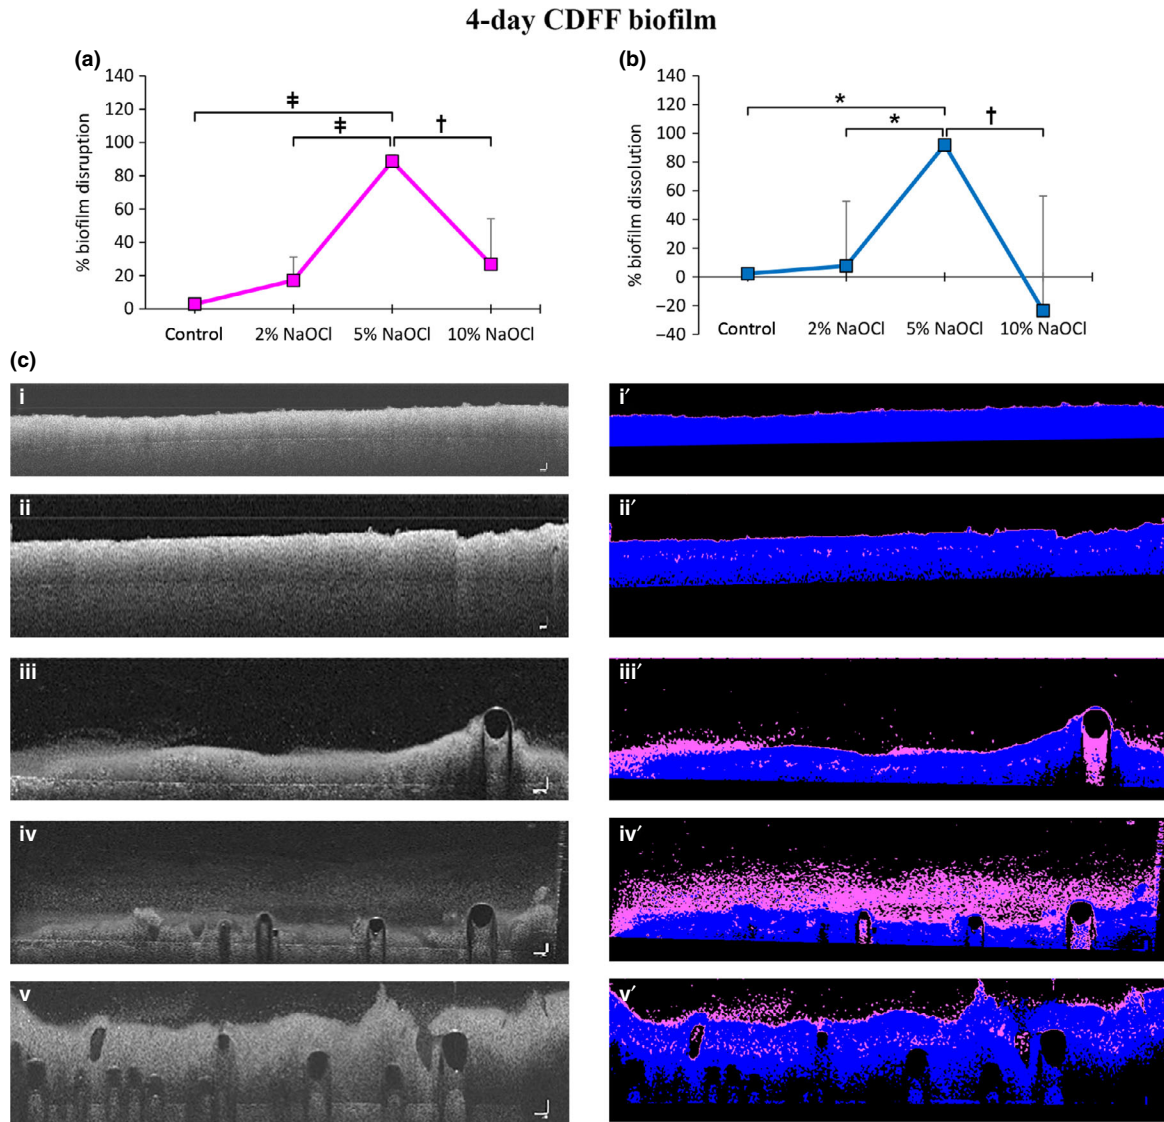 4-day CDFF biofilm
(a)
% biofilm disruption
140
120
100
80
60
40
20
0
ǂ
ǂ
†
Control 2% NaOCl 5% NaOCl 10% NaOCl
(b)
% biofilm dissolution
140
120
100
80
60
40
20
0
−20
−40
*
*
†
Control 2% NaOCl 5% NaOCl 10% NaOCl
(c)
i
i′
ii
ii′
iii
iii′
iv
iv′
v
v′